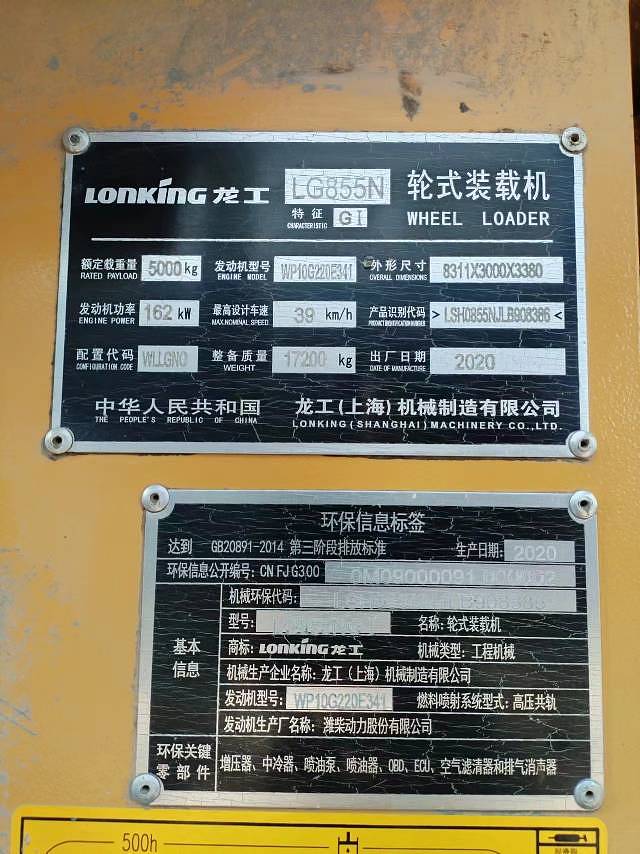 LONKING 龙工 LG855N 轮式装载机
特征 GI WHEEL LOADER
CHARACTERISTIC
额定载重量 5000 kg 发动机型号 WP10G220E341 外形尺寸 8311X3000X3380
RATED PAYLOAD ENGINE MODEL OVERALL DIMENSIONS
发动机功率 162 kW 最高设计车速 39 km/h 产品识别代码 >LSH0855NJLB908386<
ENGINE POWER MAX.NOMINAL SPEED PRODUCT IDENTIFICATION NUMBER
配置代码 整备质量 17200 kg 出厂日期 2020
CONFIGURATION CODE WEIGHT DATE OF MANUFACTURE
中华人民共和国 龙工(上海)机械制造有限公司
THE PEOPLE'S REPUBLIC OF CHINA LONKING(SHANGHAI)MACHINERY CO.,LTD.
环保信息标签
达到 GB20891-2014 第三阶段排放标准 生产日期: 2020
环保信息公开编号: CN FJ G3 00
机械环保代码:
型号: 名称: 轮式装载机
基本信息 商标: LONKING 龙工 机械类型: 工程机械
机械生产企业名称: 龙工(上海)机械制造有限公司
发动机型号: WP10G220E341 燃料喷射系统型式: 高压共轨
发动机生产厂名称: 潍柴动力股份有限公司
环保关键零部件 增压器、中冷器、喷油泵、喷油器、OBD、ECU、空气滤清器和排气消声器
500h